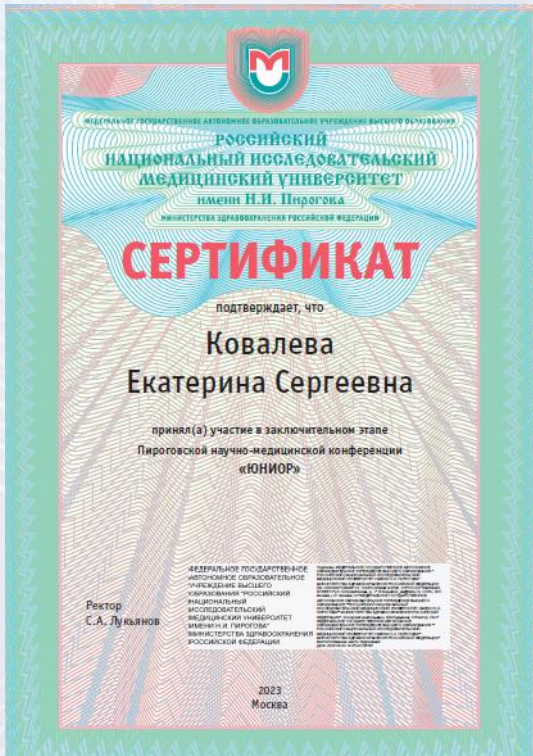 ФЕДЕРАЛЬНОЕ ГОСУДАРСТВЕННОЕ АВТОНОМНОЕ ОБРАЗОВАТЕЛЬНОЕ УЧРЕЖДЕНИЕ ВЫСШЕГО ОБРАЗОВАНИЯ
РОССИЙСКИЙ
НАЦИОНАЛЬНЫЙ ИССЛЕДОВАТЕЛЬСКИЙ
МЕДИЦИНСКИЙ УНИВЕРСИТЕТ
имени Н.И. Пирогова
МИНИСТЕРСТВА ЗДРАВООХРАНЕНИЯ РОССИЙСКОЙ ФЕДЕРАЦИИ
СЕРТИФИКАТ
подтверждает, что
Ковалева
Екатерина Сергеевна
принял(а) участие в заключительном этапе
Пироговской научно-медицинской конференции
«ЮНИОР»
Ректор
С.А. Лукьянов
ФЕДЕРАЛЬНОЕ ГОСУДАРСТВЕННОЕ
АВТОНОМНОЕ ОБРАЗОВАТЕЛЬНОЕ
УЧРЕЖДЕНИЕ ВЫСШЕГО
ОБРАЗОВАНИЯ "РОССИЙСКИЙ
НАЦИОНАЛЬНЫЙ
ИССЛЕДОВАТЕЛЬСКИЙ
МЕДИЦИНСКИЙ УНИВЕРСИТЕТ
ИМЕНИ Н.И. ПИРОГОВА"
МИНИСТЕРСТВА ЗДРАВООХРАНЕНИЯ
РОССИЙСКОЙ ФЕДЕРАЦИИ
2023
Москва